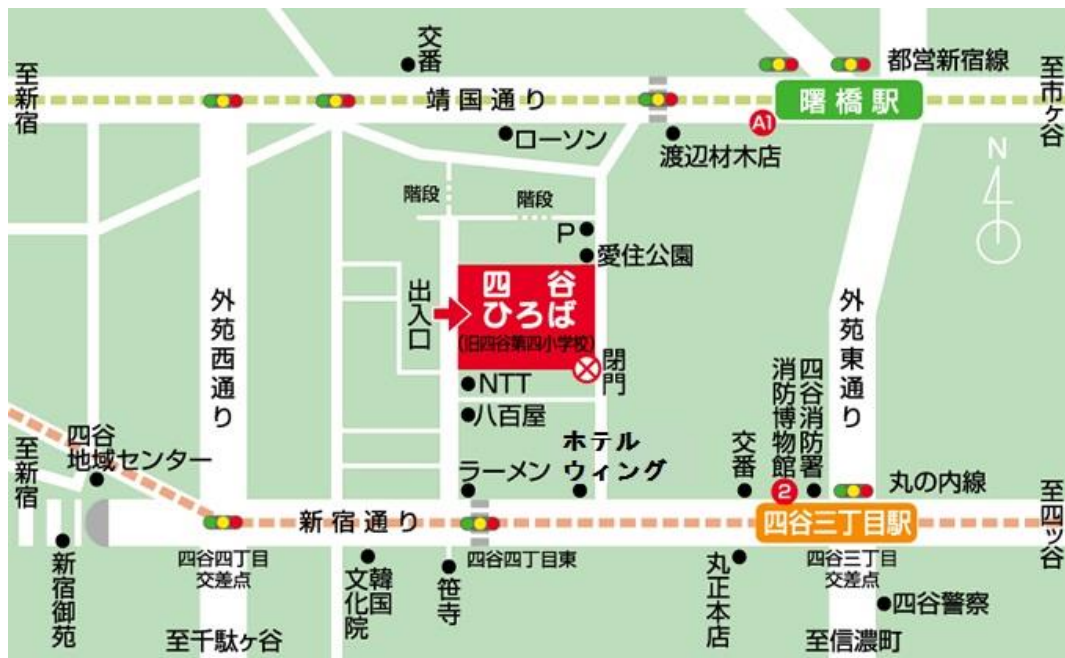 至新宿
交番
靖国通り
都営新宿線
曙橋駅
至市ヶ谷
A1
ローソン
渡辺材木店
N
階段
階段
P
愛住公園
四谷
ひろば
(旧四谷第四小学校)
出入口
閉門
外苑西通り
外苑東通り
NTT
八百屋
四谷
地域センター
至新宿
ラーメン
ホテル
ウィング
交番
消防博物館
四谷消防署
2
丸の内線
新宿通り
四谷三丁目駅
至四ッ谷
新宿御苑
四谷四丁目
交差点
韓国
文化院
笹寺
四谷四丁目東
丸正本店
四谷三丁目
交差点
四谷警察
至千駄ヶ谷
至信濃町